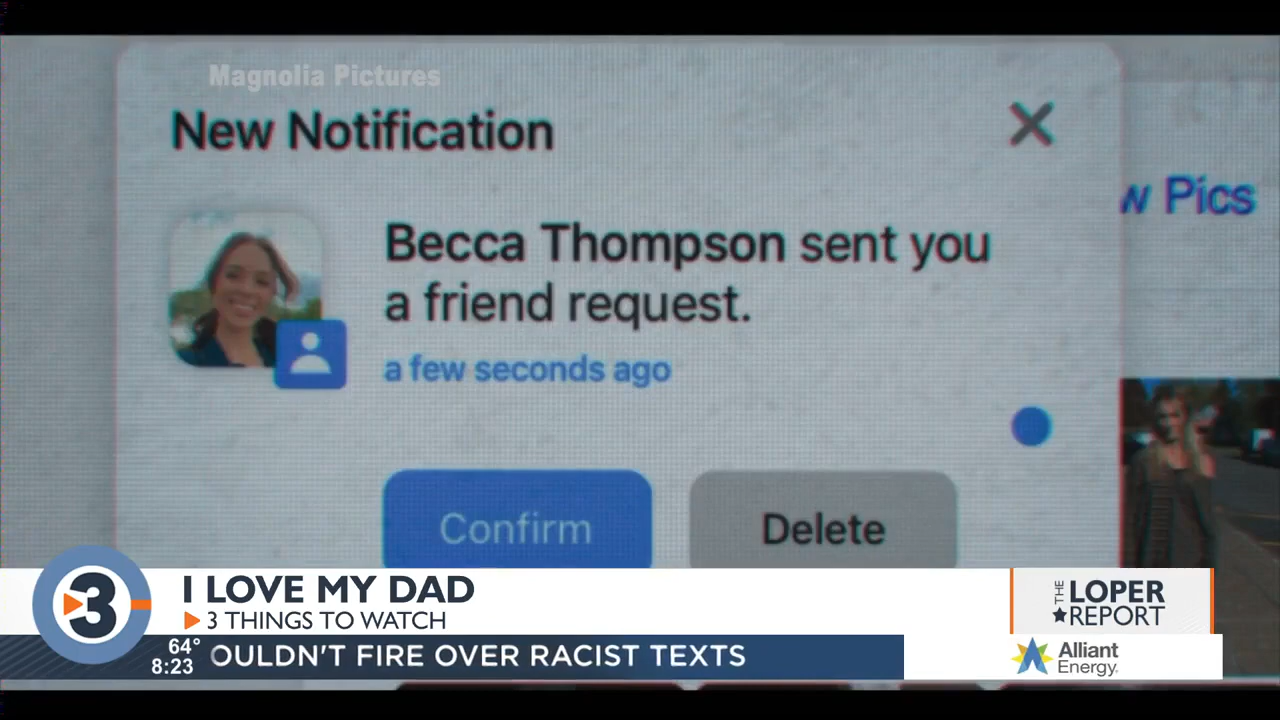 Magnolia Pictures
New Notification
w Pics
Becca Thompson sent you
a friend request.
a few seconds ago
Confirm
Delete
3
I LOVE MY DAD
3 THINGS TO WATCH
THE LOPER
REPORT
64°
8:23
OULDN'T FIRE OVER RACIST TEXTS
Alliant
Energy